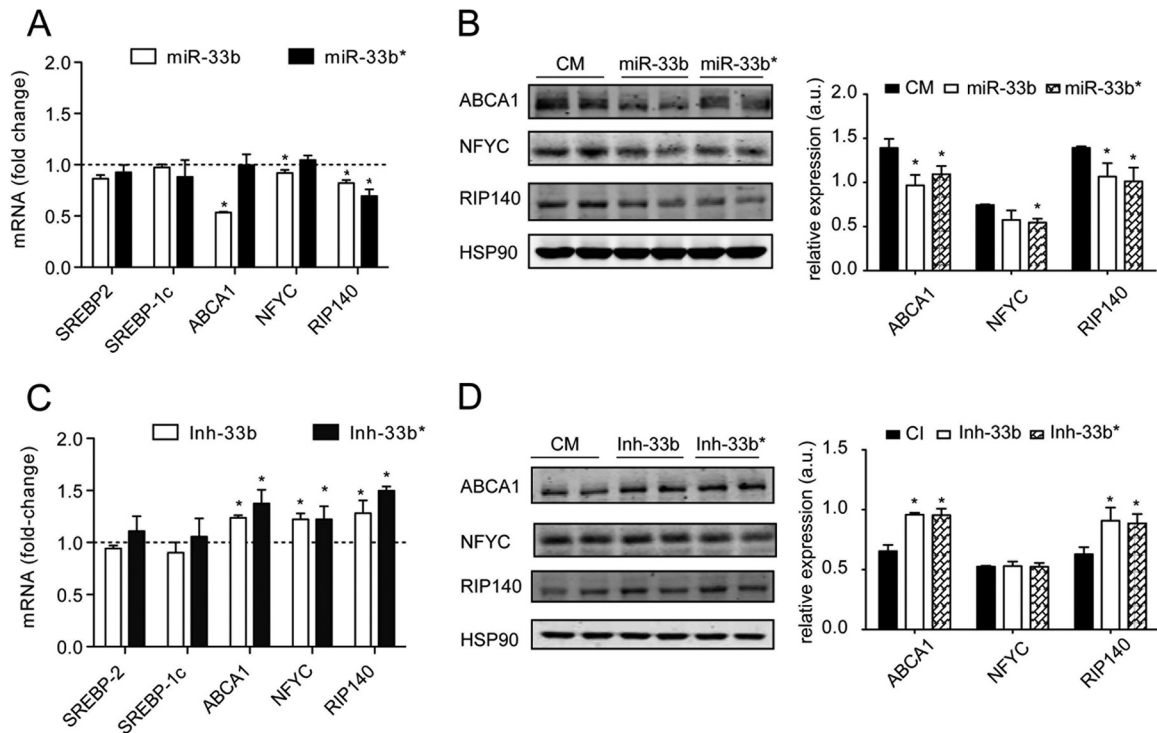 A
miR-33b miR-33b*
mRNA (fold change)
2.0
1.5
1.0
0.5
0.0
* * * *
SREBP2 SREBP-1c ABCA1 NFYC RIP140
B
CM miR-33b miR-33b*
ABCA1
NFYC
RIP140
HSP90
CM miR-33b miR-33b*
relative expression (a.u.)
2.0
1.5
1.0
0.5
0.0
* * * * *
ABCA1 NFYC RIP140
C
Inh-33b Inh-33b*
mRNA (fold-change)
2.0
1.5
1.0
0.5
0.0
* * * * * *
SREBP-2 SREBP-1c ABCA1 NFYC RIP140
D
CM Inh-33b Inh-33b*
ABCA1
NFYC
RIP140
HSP90
CI Inh-33b Inh-33b*
relative expression (a.u.)
1.5
1.0
0.5
0.0
* * * *
ABCA1 NFYC RIP140